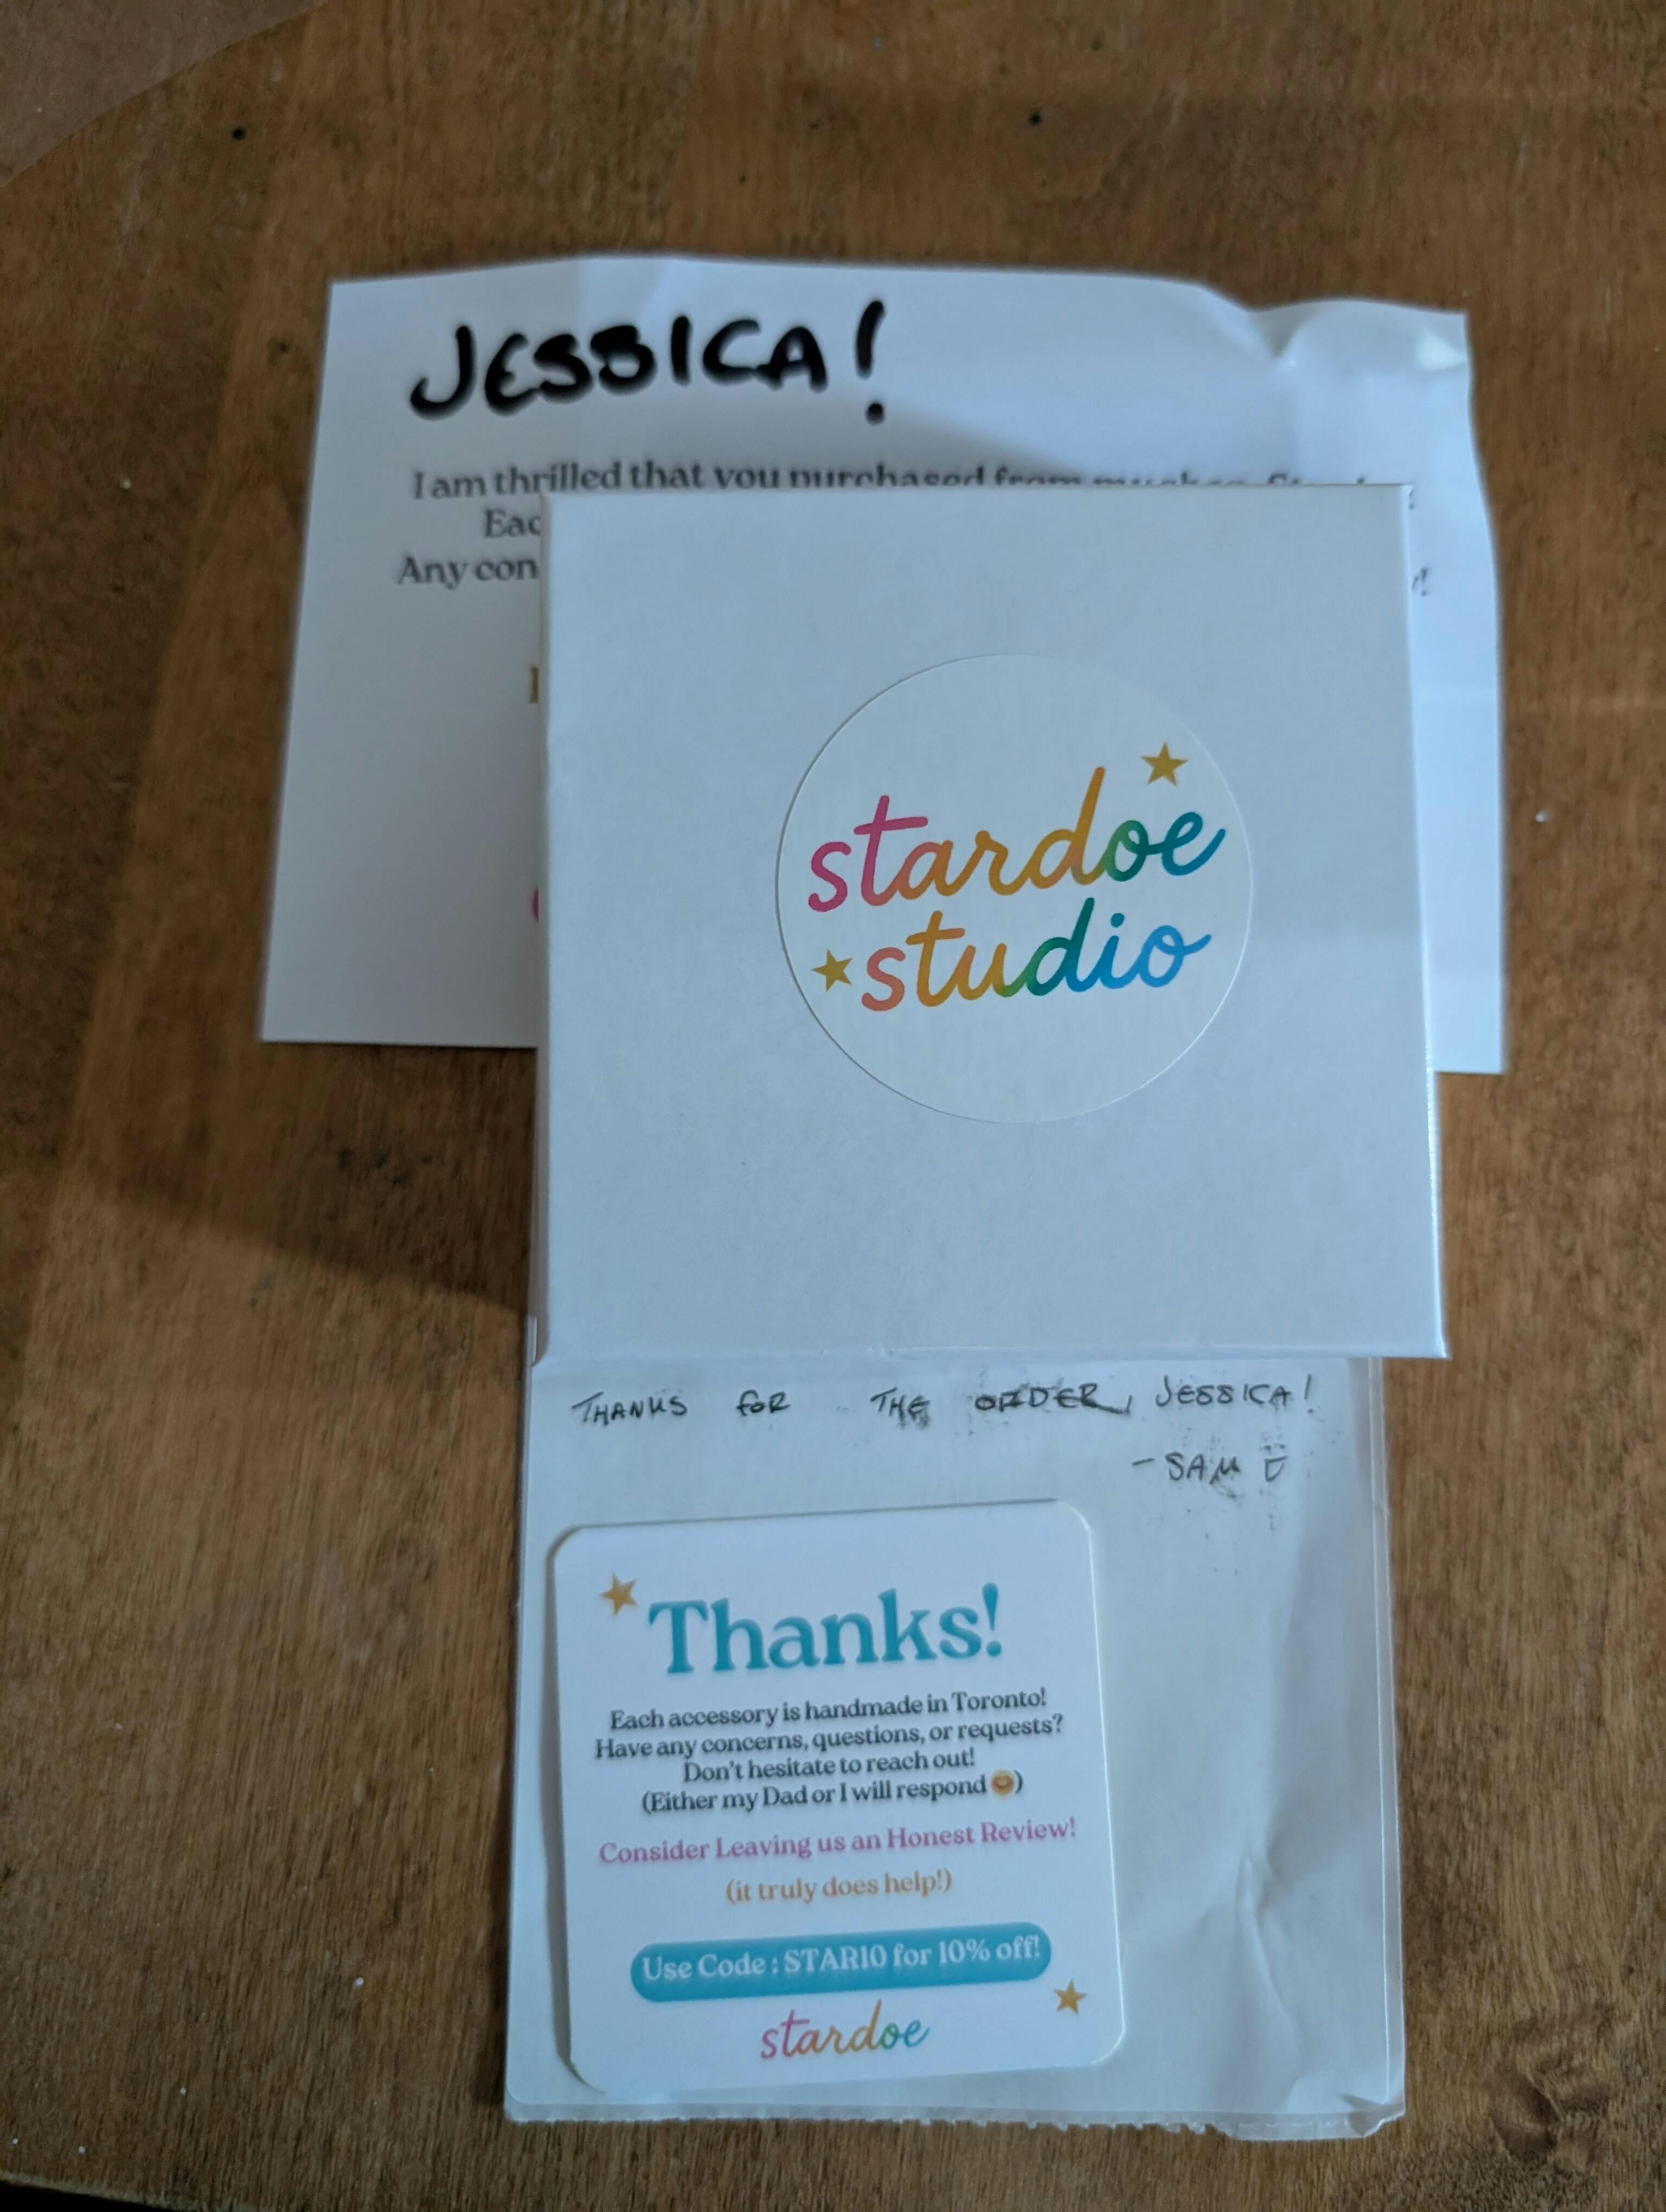 JESSICA!
I am thrilled that you purchased from my shop,
Any
stardoe
studio
THANKS FOR THE ORDER, JESSICA!
- SAM
Thanks!
Each accessory is handmade in Toronto!
Have any concerns, questions, or requests?
Don't hesitate to reach out!
(Either my Dad or I will respond 😊)
Consider Leaving us an Honest Review!
(it truly does help!)
Use Code : STAR10 for 10% off!
stardoe